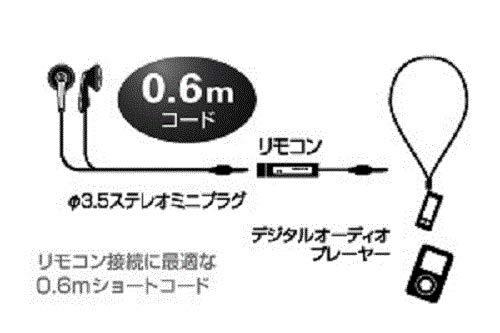 0.6m
コード
リモコン
φ3.5ステレオミニプラグ
デジタルオーディオ
プレーヤー
リモコン接続に最適な
0.6mショートコード